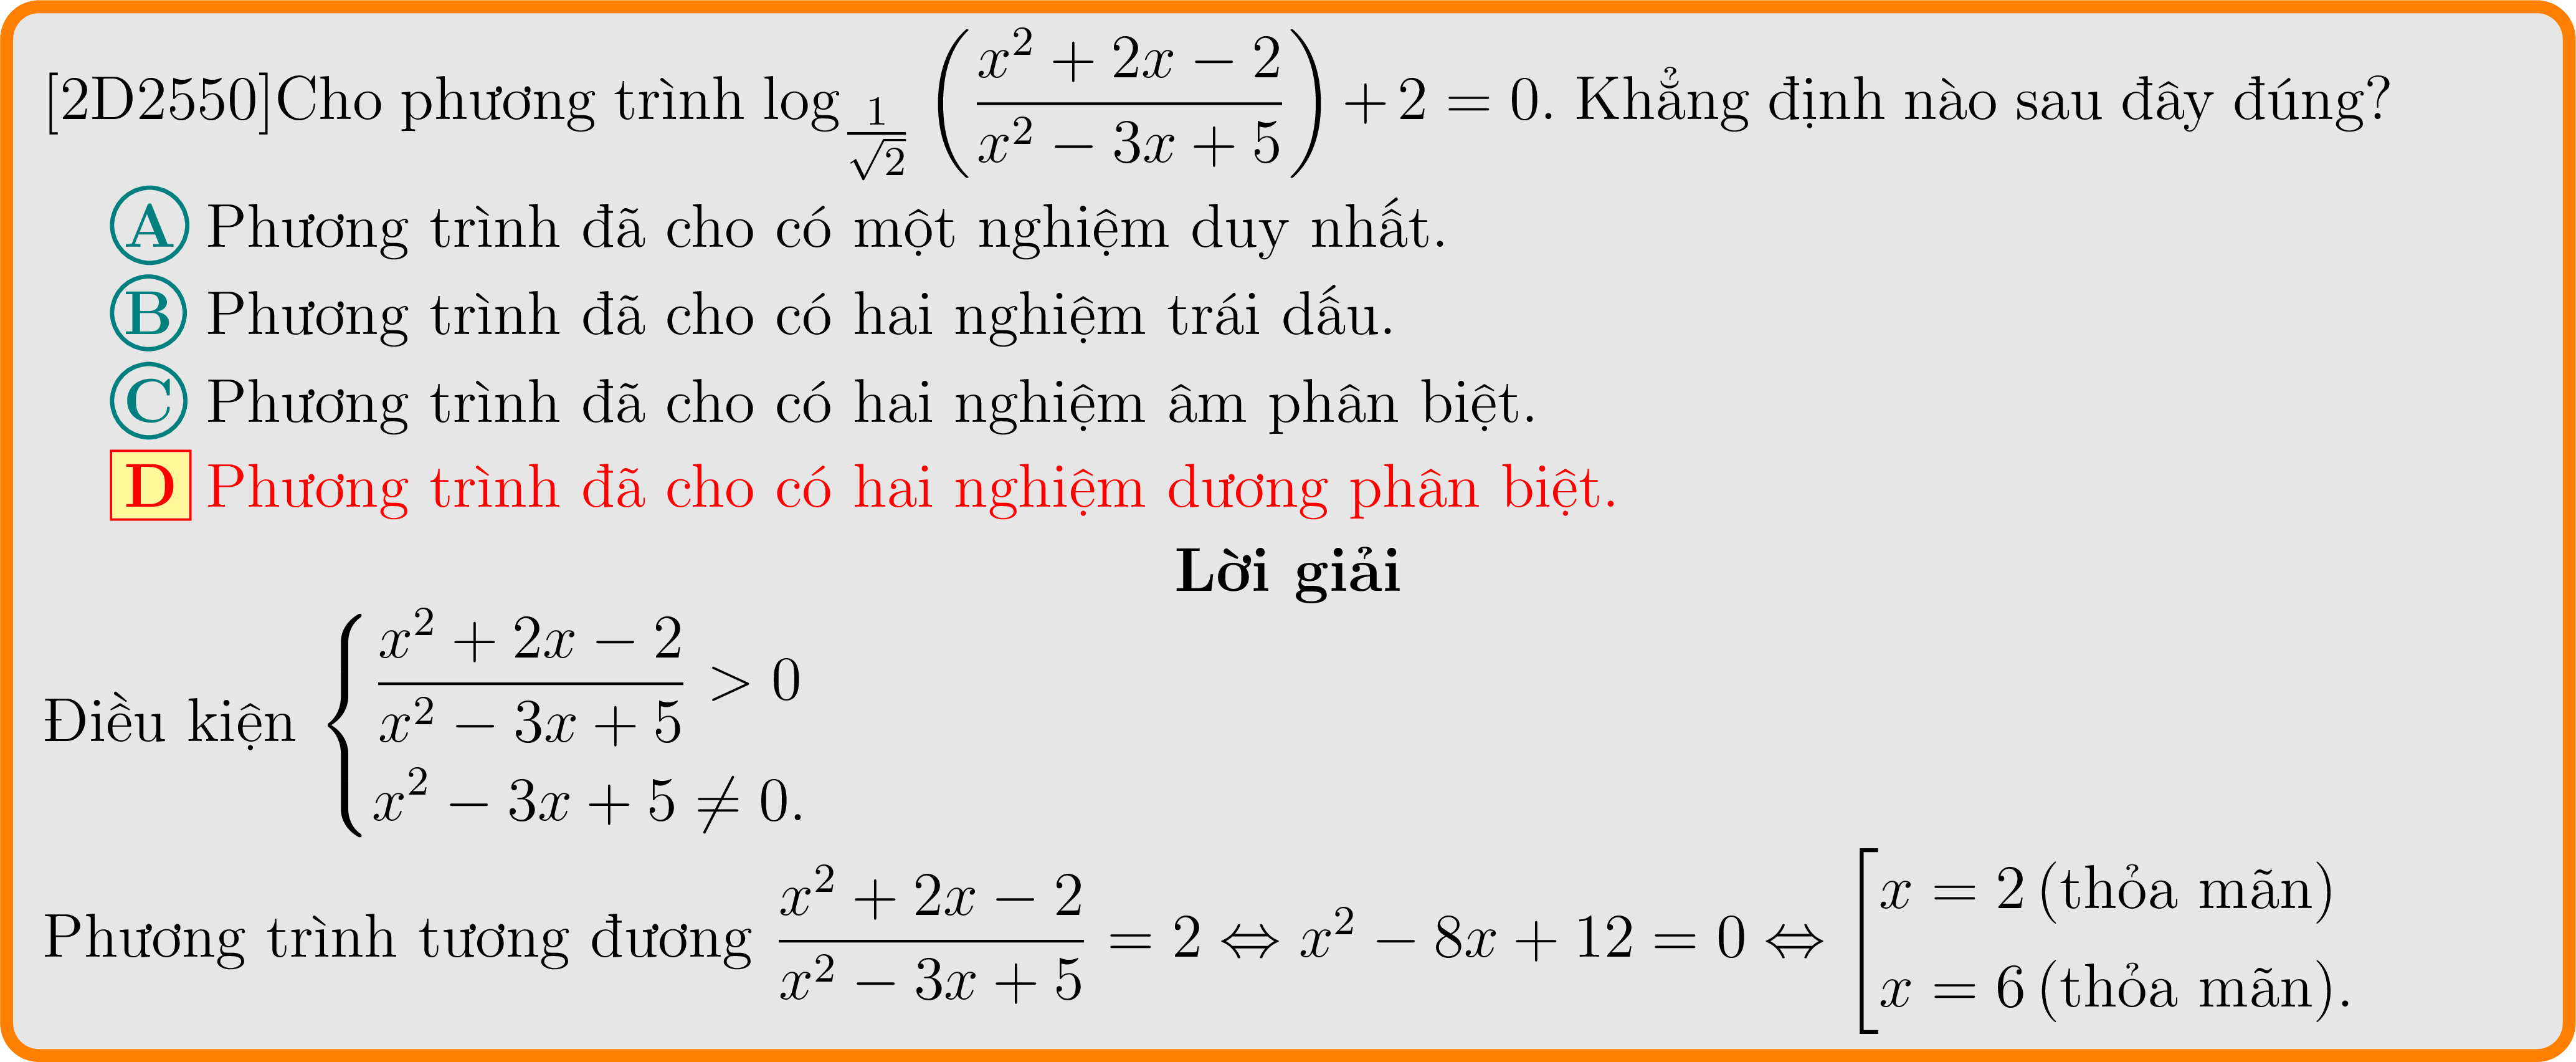 [2D2550]Cho phương trình $\log_{\frac{1}{\sqrt{2}}}\left(\frac{x^2+2x-2}{x^2-3x+5}\right)+2=0$. Khẳng định nào sau đây đúng?
A Phương trình đã cho có một nghiệm duy nhất.
B Phương trình đã cho có hai nghiệm trái dấu.
C Phương trình đã cho có hai nghiệm âm phân biệt.
D Phương trình đã cho có hai nghiệm dương phân biệt.
Lời giải
Điều kiện $\begin{cases}\frac{x^2+2x-2}{x^2-3x+5}>0\\x^2-3x+5\neq 0.\end{cases}$
Phương trình tương đương $\frac{x^2+2x-2}{x^2-3x+5}=2\Leftrightarrow x^2-8x+12=0\Leftrightarrow\left[\begin{array}{l}x=2\,\text{(thỏa mãn)}\\x=6\,\text{(thỏa mãn)}.\end{array}\right.$